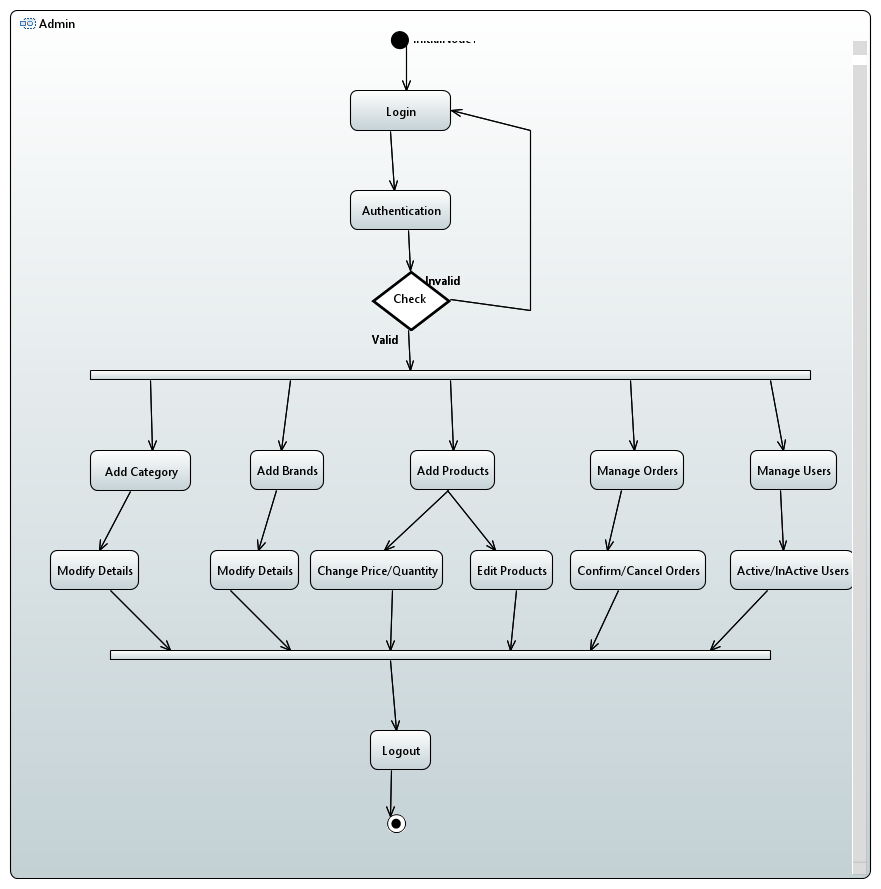 Admin
Login
Authentication
Invalid
Check
Valid
Add Category
Add Brands
Add Products
Manage Orders
Manage Users
Modify Details
Modify Details
Change Price/Quantity
Edit Products
Confirm/Cancel Orders
Active/InActive Users
Logout